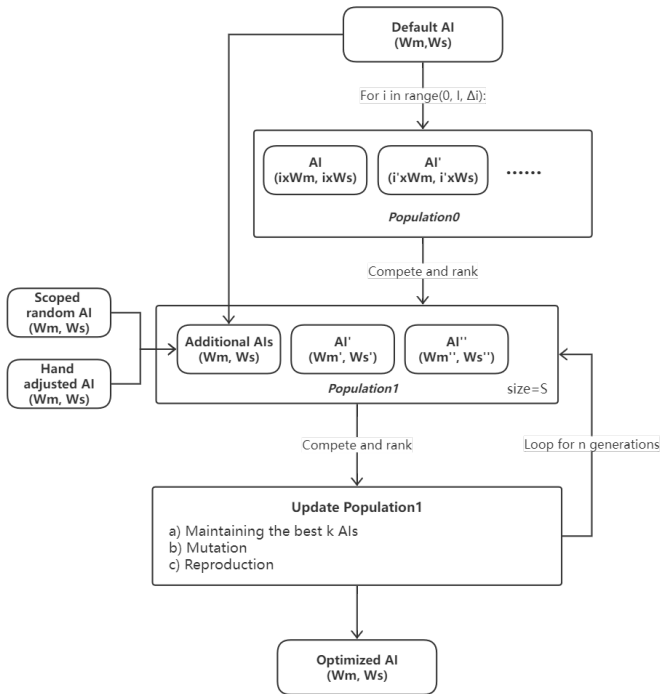 Default AI
(Wm,Ws)
For i in range(0, I, Δi):
AI
(ixWm, ixWs)
AI'
(i'xWm, i'xWs)
......
Population0
Compete and rank
Scoped
random AI
(Wm, Ws)
Hand
adjusted AI
(Wm, Ws)
Additional AIs
(Wm, Ws)
AI'
(Wm', Ws')
AI''
(Wm'', Ws'')
Population1
size=S
Compete and rank
Loop for n generations
Update Population1
a) Maintaining the best k AIs
b) Mutation
c) Reproduction
Optimized AI
(Wm, Ws)